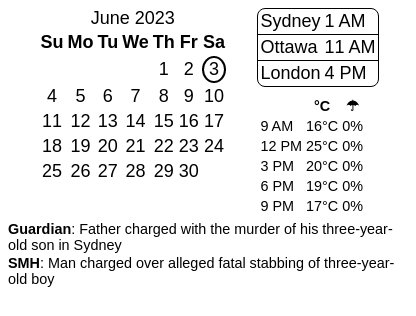 June 2023
Su Mo Tu We Th Fr Sa
1 2 3
4 5 6 7 8 9 10
11 12 13 14 15 16 17
18 19 20 21 22 23 24
25 26 27 28 29 30
Sydney 1 AM
Ottawa 11 AM
London 4 PM
°C ☂
9 AM 16°C 0%
12 PM 25°C 0%
3 PM 20°C 0%
6 PM 19°C 0%
9 PM 17°C 0%
Guardian: Father charged with the murder of his three-year-
old son in Sydney
SMH: Man charged over alleged fatal stabbing of three-year-
old boy